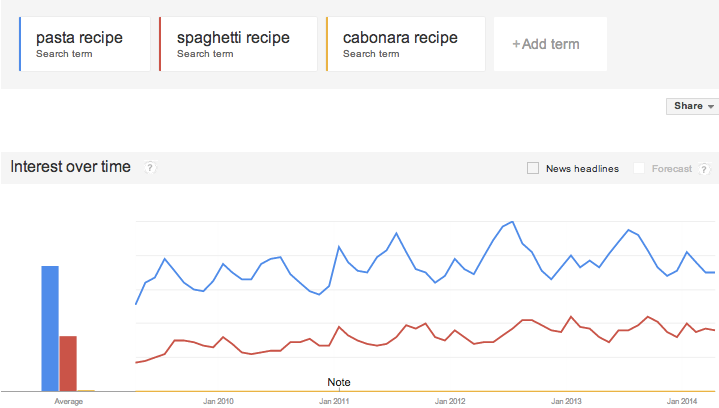 pasta recipe
Search term
spaghetti recipe
Search term
cabonara recipe
Search term
+Add term
Share
Interest over time ?
News headlines
Forecast ?
Note
Average
Jan 2010
Jan 2011
Jan 2012
Jan 2013
Jan 2014